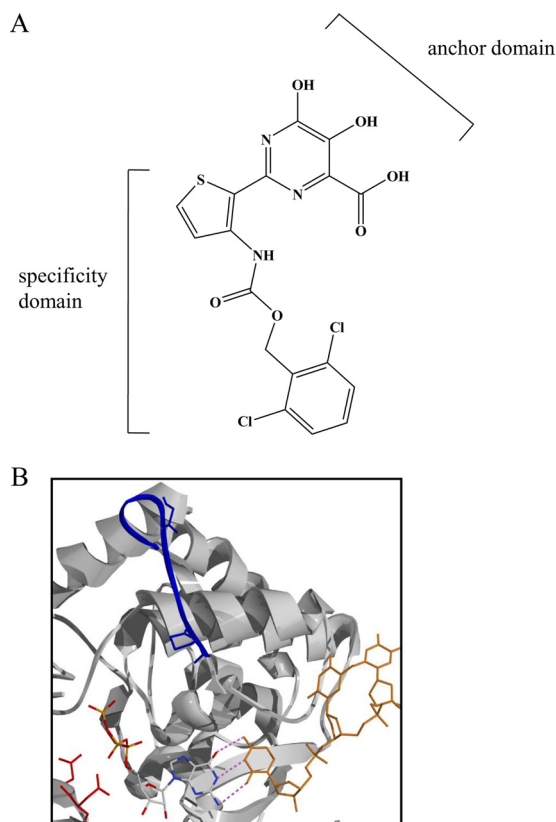 A
anchor domain
OH
OH
N
S
N
OH
O
NH
specificity
domain
O
O
Cl
Cl
B